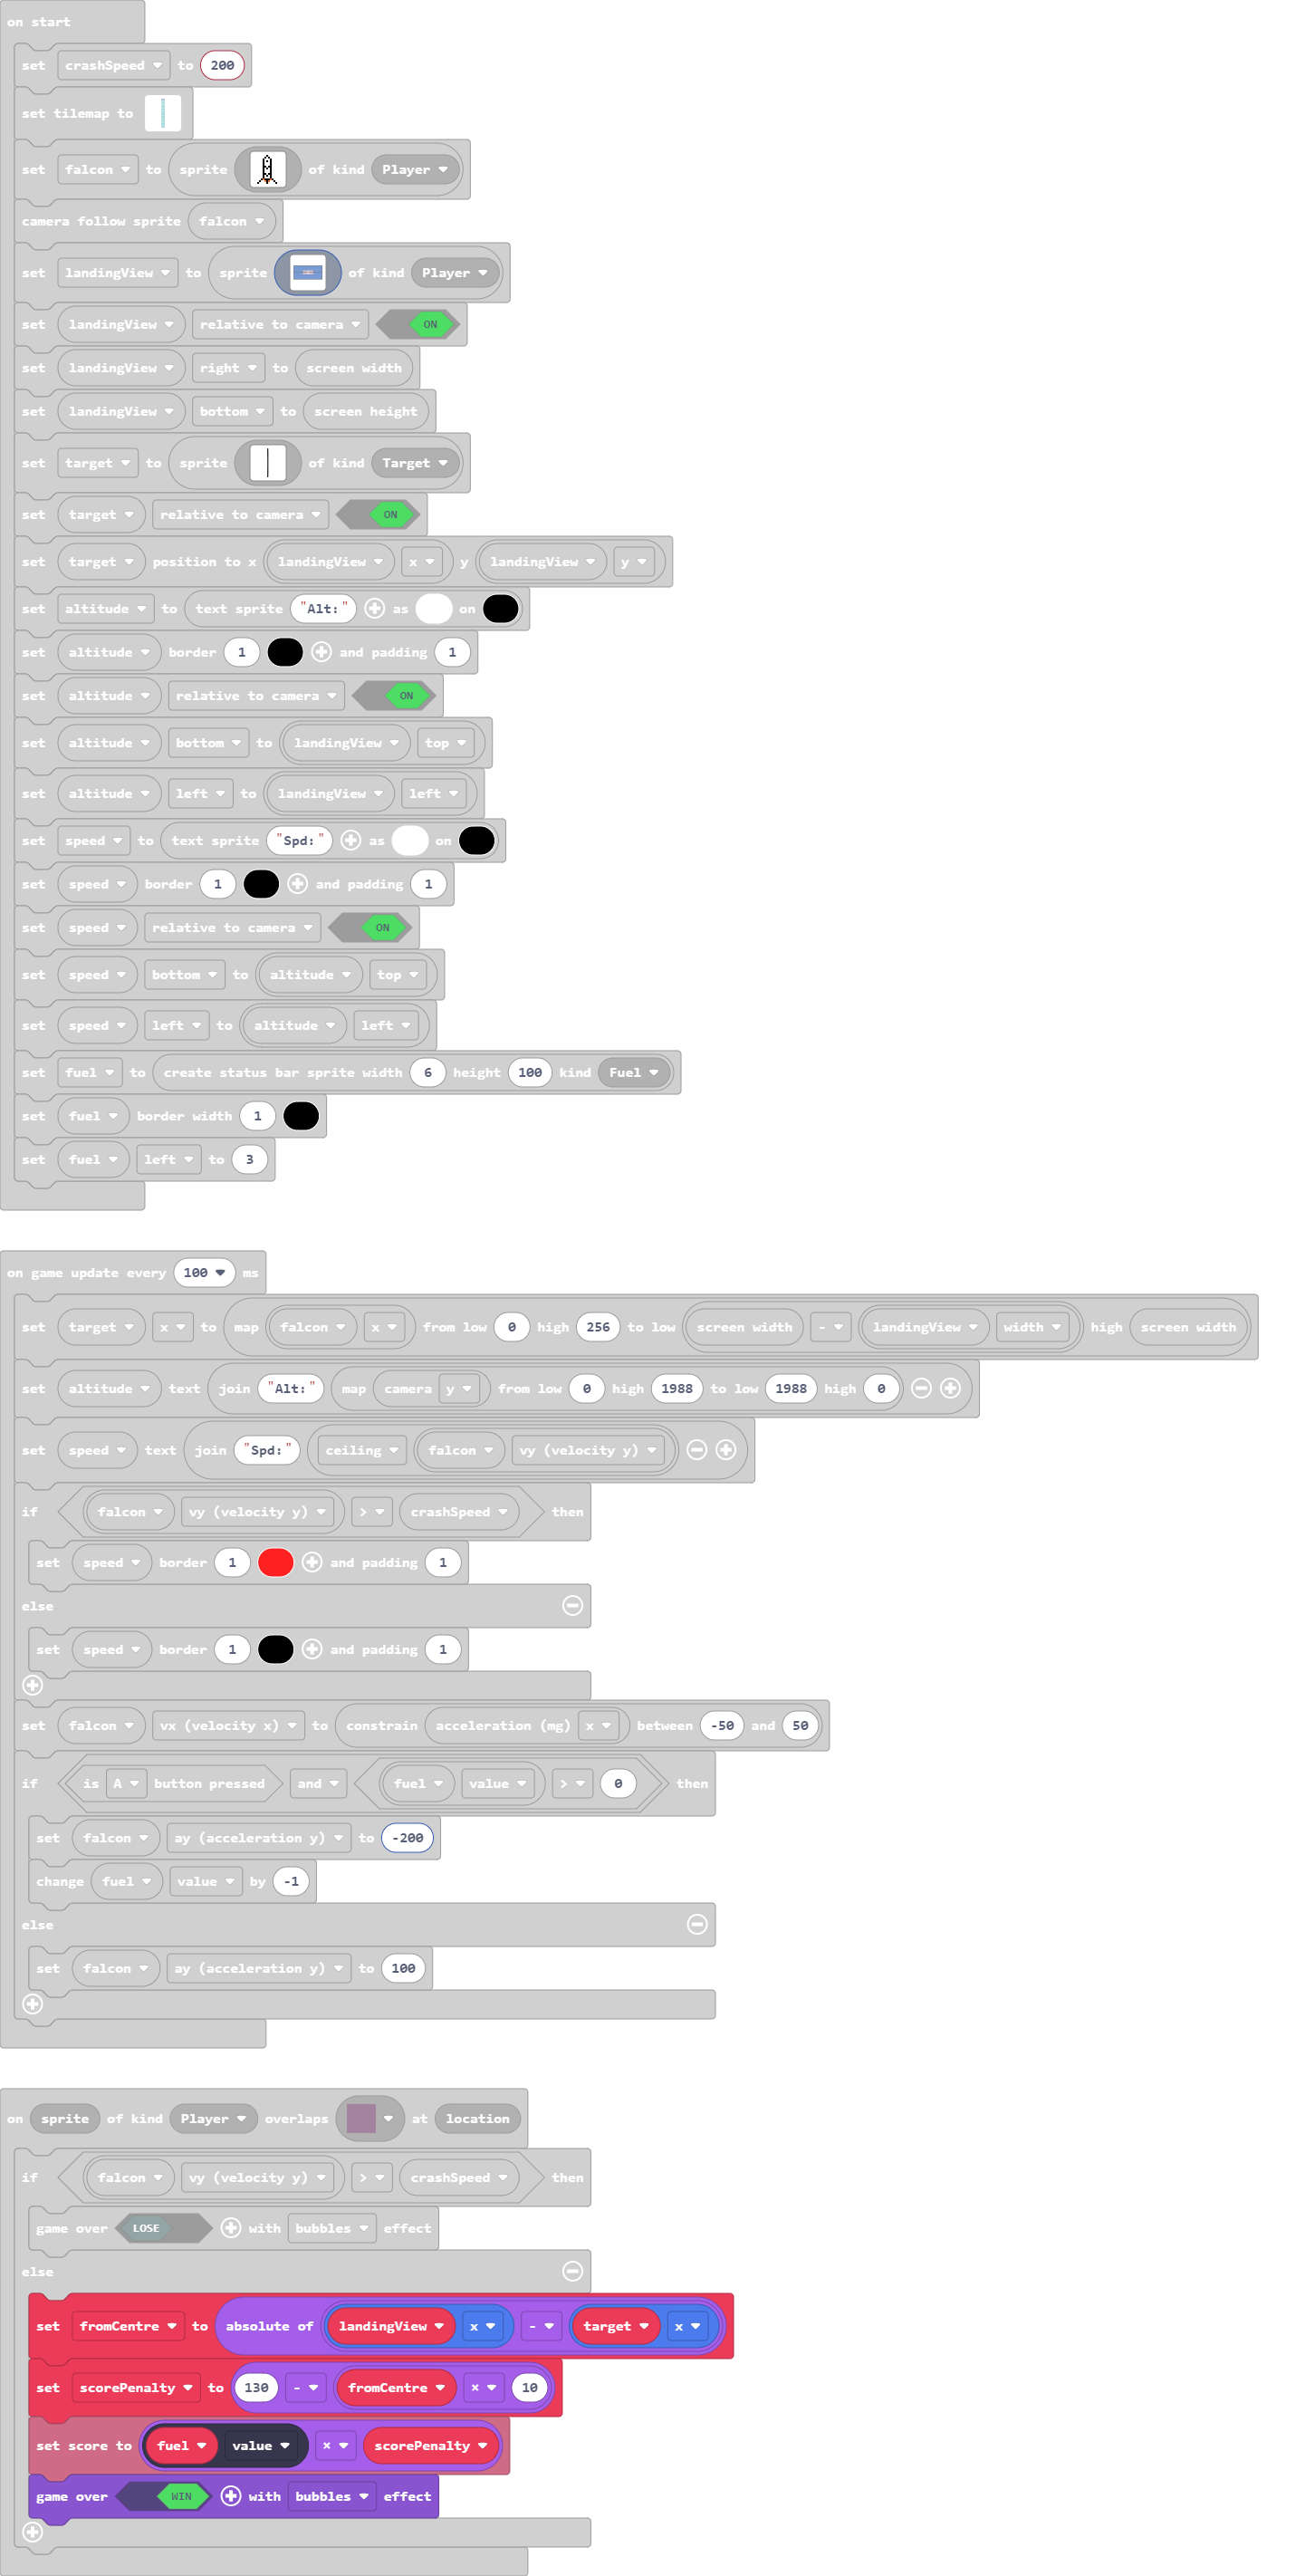 on start
set crashSpeed to 200
set tilemap to
set falcon to sprite of kind Player
camera follow sprite falcon
set landingView to sprite of kind Player
set landingView relative to camera ON
set landingView right to screen width
set landingView bottom to screen height
set target to sprite of kind Target
set target relative to camera ON
set target position to x landingView x y landingView y
set altitude to text sprite "Alt:" as on
set altitude border 1 and padding 1
set altitude relative to camera ON
set altitude bottom to landingView top
set altitude left to landingView left
set speed to text sprite "Spd:" as on
set speed border 1 and padding 1
set speed relative to camera ON
set speed bottom to altitude top
set speed left to altitude left
set fuel to create status bar sprite width 6 height 100 kind Fuel
set fuel border width 1
set fuel left to 3
on game update every 100 ms
set target x to map falcon x from low 0 high 256 to low screen width - landingView width high screen width
set altitude text join "Alt:" map camera y from low 0 high 1988 to low 1988 high 0
set speed text join "Spd:" ceiling falcon vy (velocity y)
if falcon vy (velocity y) > crashSpeed then
set speed border 1 and padding 1
else
set speed border 1 and padding 1
set falcon vx (velocity x) to constrain acceleration (mg) x between -50 and 50
if is A button pressed and fuel value > 0 then
set falcon ay (acceleration y) to -200
change fuel value by -1
else
set falcon ay (acceleration y) to 100
on sprite of kind Player overlaps at location
if falcon vy (velocity y) > crashSpeed then
game over LOSE with bubbles effect
else
set fromCentre to absolute of landingView x - target x
set scorePenalty to 130 - fromCentre × 10
set score to fuel value × scorePenalty
game over WIN with bubbles effect